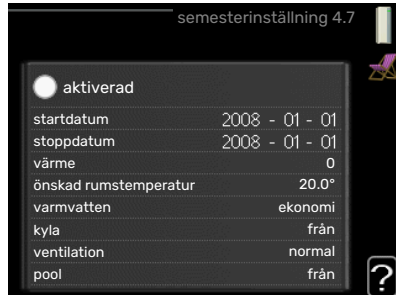 semesterinställning 4.7
aktiverad
startdatum 2008 - 01 - 01
stoppdatum 2008 - 01 - 01
värme 0
önskad rumstemperatur 20.0°
varmvatten ekonomi
kyla från
ventilation normal
pool från
?